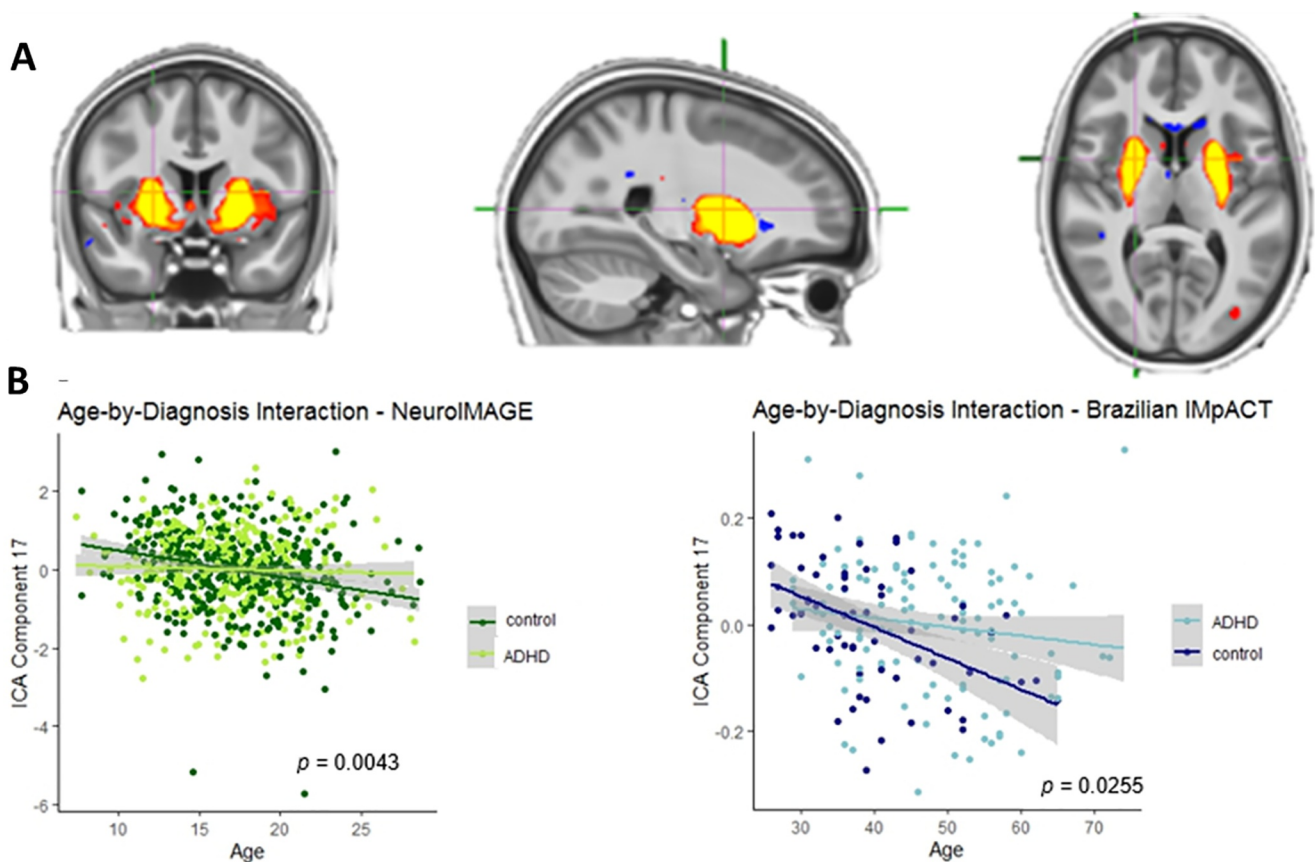 A
B
Age-by-Diagnosis Interaction - NeuroIMAGE
ICA Component 17
2
0
-2
-4
-6
10
15
20
25
Age
p = 0.0043
control
ADHD
Age-by-Diagnosis Interaction - Brazilian IMpACT
ICA Component 17
0.2
0.0
-0.2
30
40
50
60
70
Age
p = 0.0255
ADHD
control